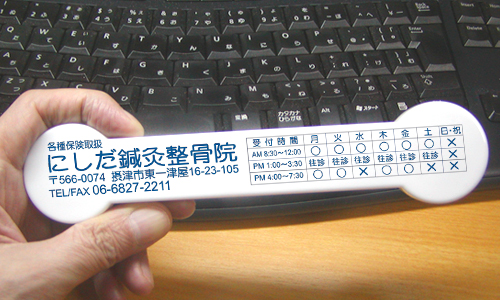 各種保険取扱
にしだ鍼灸整骨院
〒566-0074 摂津市東一津屋16-23-105
TEL/FAX 06-6827-2211
受付時間 月 火 水 木 金 土 日・祝
AM 8:30～12:00 〇 〇 〇 〇 〇 〇 ×
PM 1:00～3:30 往診 往診 往診 往診 往診 往診 ×
PM 4:00～7:30 〇 〇 × 〇 〇 × ×